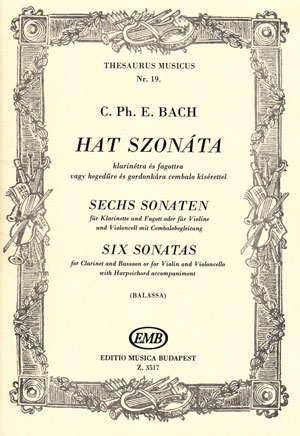 THESAURUS MUSICUS
Nr. 19.
C. Ph. E. BACH
HAT SZONÁTA
klarinétra és fagottra
vagy hegedűre és gordonkára cembalo kísérettel
SECHS SONATEN
für Klarinette und Fagott oder für Violine
und Violoncell mit Cembalobegleitung
SIX SONATAS
for Clarinet and Bassoon or for Violin and Violoncello
with Harpsichord accompaniment
(BALASSA)
EMB
EDITIO MUSICA BUDAPEST
Z. 3517